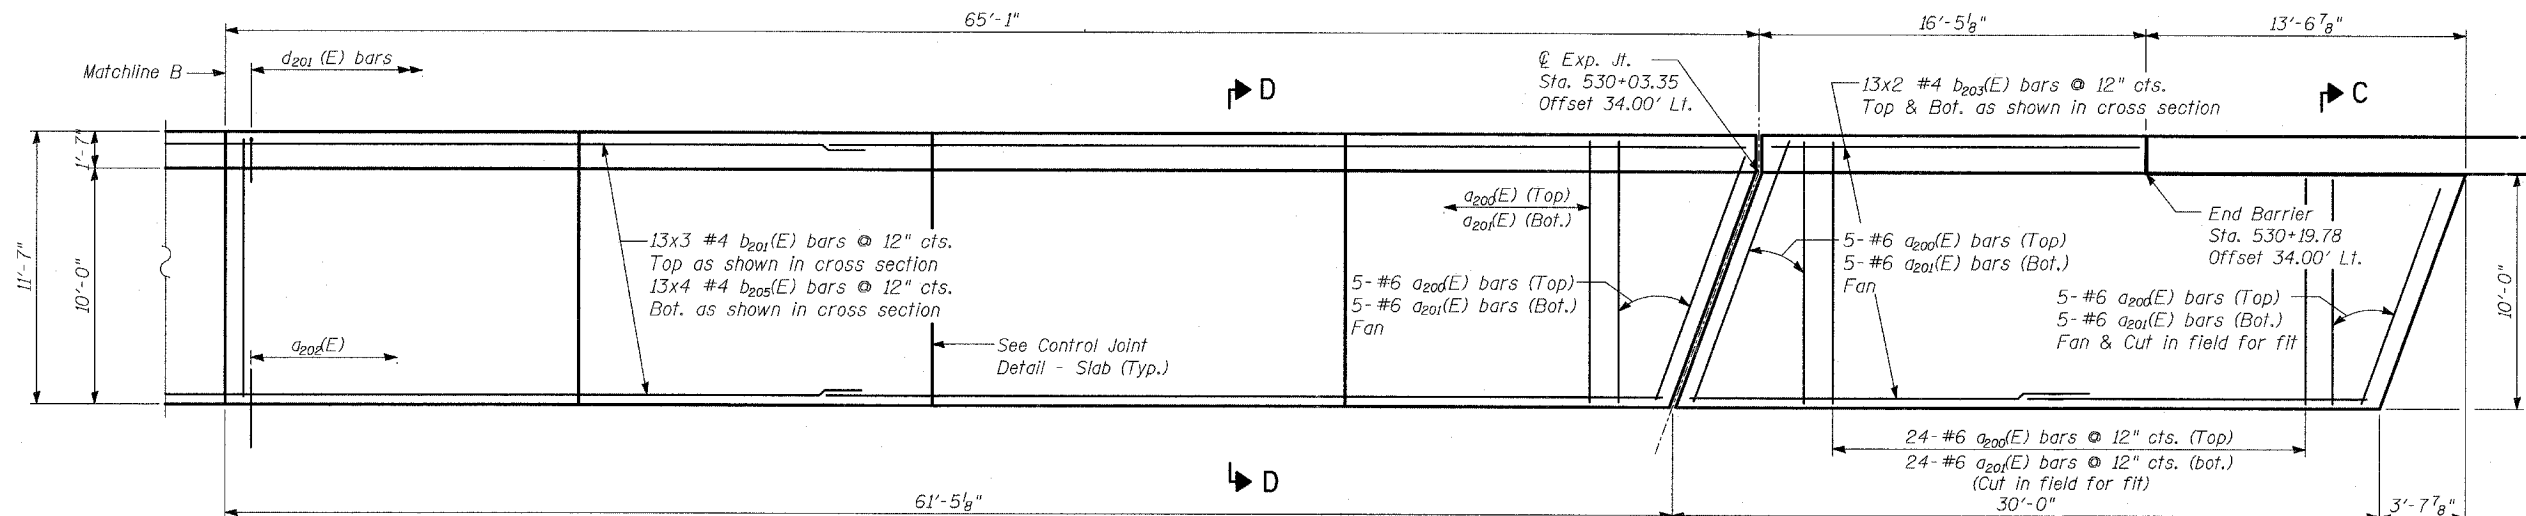 65'-1"
16'-5⅛"
13'-6⅞"
Matchline B
d201 (E) bars
D
C
℄ Exp. Jt.
Sta. 530+03.35
Offset 34.00' Lt.
13x2 #4 b203(E) bars @ 12" cts.
Top & Bot. as shown in cross section
1'-7"
11'-7"
10'-0"
13x3 #4 b201(E) bars @ 12" cts.
Top as shown in cross section
13x4 #4 b205(E) bars @ 12" cts.
Bot. as shown in cross section
a202(E)
See Control Joint
Detail - Slab (Typ.)
a200(E) (Top)
a201(E) (Bot.)
5-#6 a200(E) bars (Top)
5-#6 a201(E) bars (Bot.)
Fan
5-#6 a200(E) bars (Top)
5-#6 a201(E) bars (Bot.)
Fan
End Barrier
Sta. 530+19.78
Offset 34.00' Lt.
5-#6 a200(E) bars (Top)
5-#6 a201(E) bars (Bot.)
Fan & Cut in field for fit
10'-0"
24-#6 a200(E) bars @ 12" cts. (Top)
24-#6 a201(E) bars @ 12" cts. (bot.)
(Cut in field for fit)
D
61'-5⅛"
30'-0"
3'-7⅞"